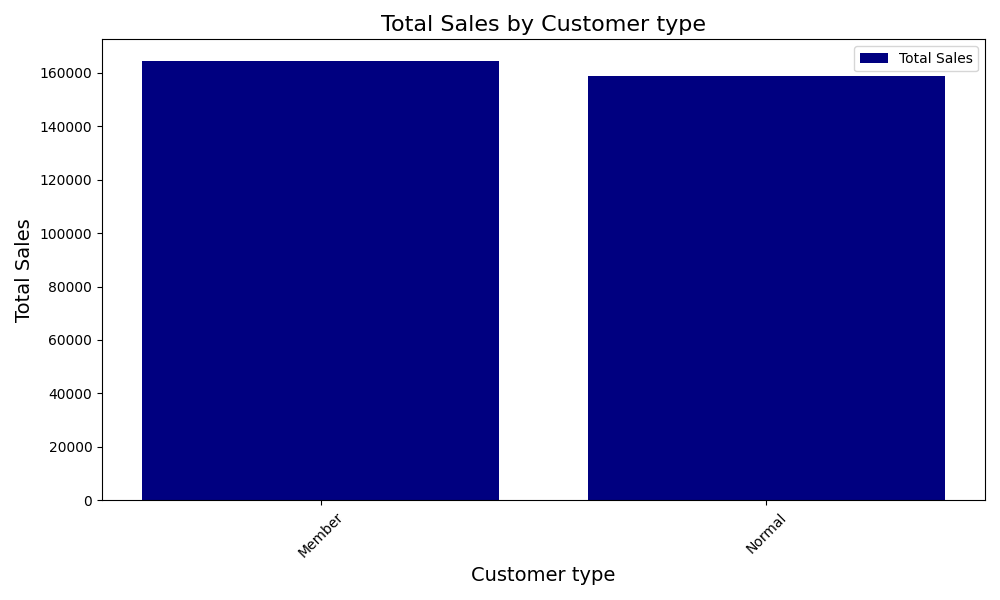 Total Sales by Customer type
Total Sales
160000
140000
120000
100000
80000
60000
40000
20000
0
Total Sales
Member
Normal
Customer type